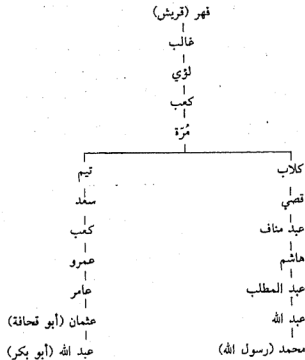 فهر (قريش)
غالب
لؤي
كعب
مُرّة
كلاب تيم
قصي سعد
عبد مناف كعب
هاشم عمرو
عبد المطلب عامر
عبد الله عثمان (أبو قحافة)
محمد (رسول الله) عبد الله (أبو بكر)